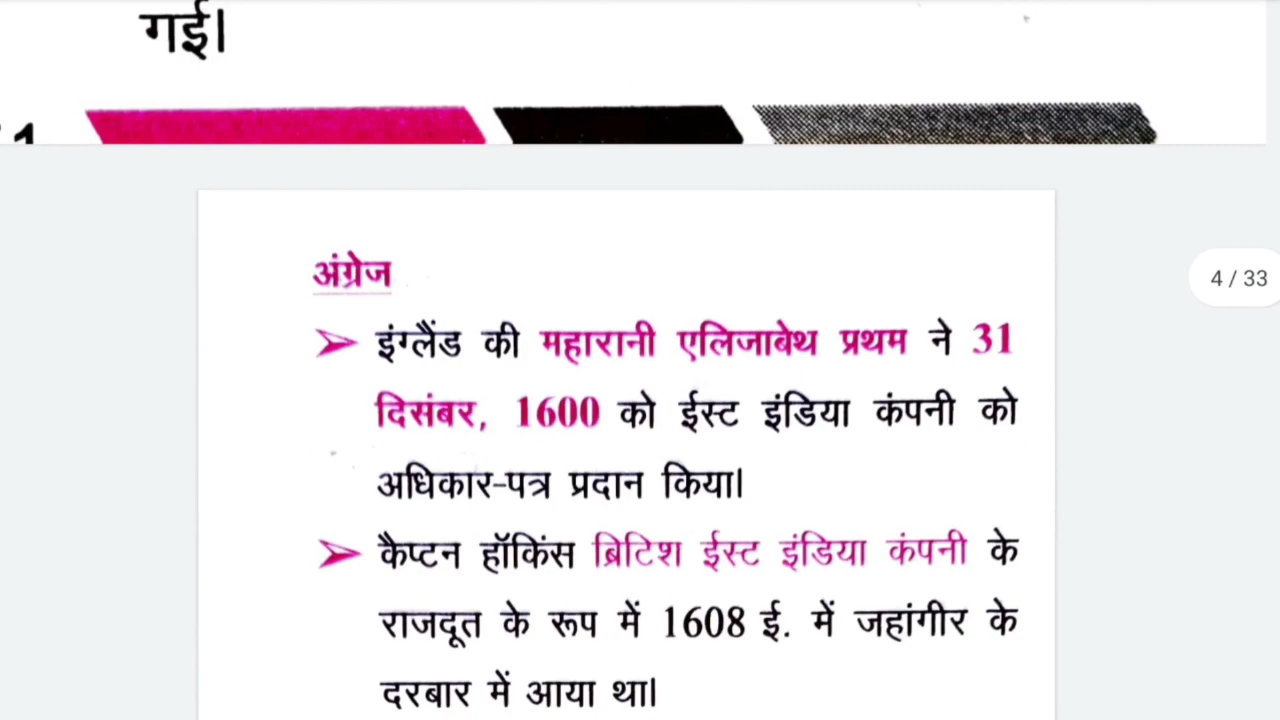 गई।
1
अंग्रेज
➢ इंग्लैंड की महारानी एलिजाबेथ प्रथम ने 31
दिसंबर, 1600 को ईस्ट इंडिया कंपनी को
अधिकार-पत्र प्रदान किया।
➢ कैप्टन हॉकिंस ब्रिटिश ईस्ट इंडिया कंपनी के
राजदूत के रूप में 1608 ई. में जहांगीर के
दरबार में आया था।
4 / 33